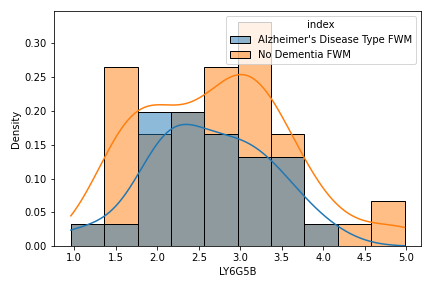 index
Alzheimer's Disease Type FWM
No Dementia FWM
0.30
0.25
0.20
0.15
0.10
0.05
0.00
Density
1.0 1.5 2.0 2.5 3.0 3.5 4.0 4.5 5.0
LY6G5B